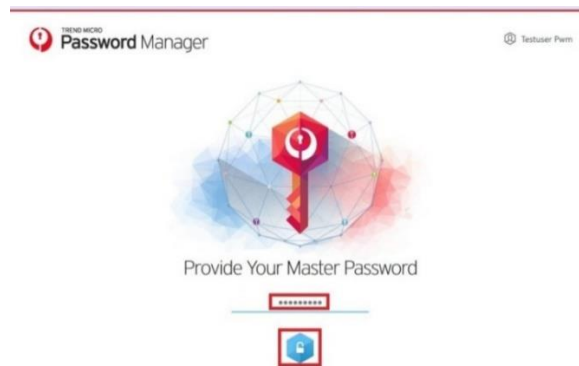 TREND MICRO
Password Manager
Testuser Pwm
Provide Your Master Password
•••••••••